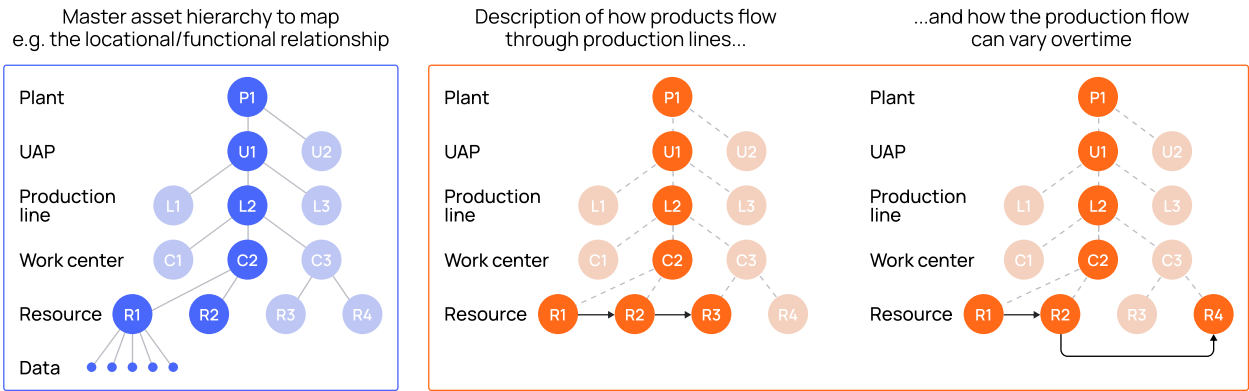 Master asset hierarchy to map
e.g. the locational/functional relationship
Plant
P1
UAP
U1
U2
Production
line
L1
L2
L3
Work center
C1
C2
C3
Resource
R1
R2
R3
R4
Data
Description of how products flow
through production lines...
Plant
P1
UAP
U1
U2
Production
line
L1
L2
L3
Work center
C1
C2
C3
Resource
R1
R2
R3
R4
...and how the production flow
can vary overtime
Plant
P1
UAP
U1
U2
Production
line
L1
L2
L3
Work center
C1
C2
C3
Resource
R1
R2
R3
R4